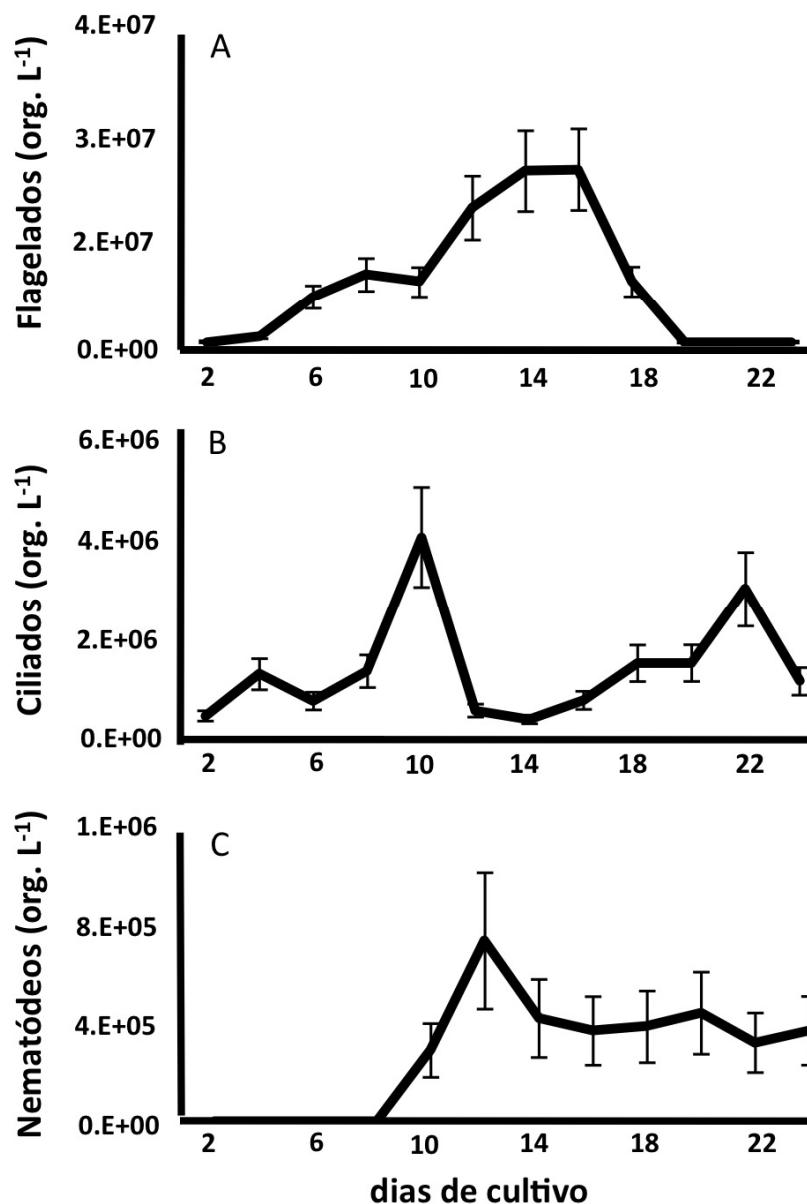 A
Flagelados (org. L⁻¹)
4.E+07
3.E+07
2.E+07
0.E+00
2 6 10 14 18 22
B
Ciliados (org. L⁻¹)
6.E+06
4.E+06
2.E+06
0.E+00
2 6 10 14 18 22
C
Nematódeos (org. L⁻¹)
1.E+06
8.E+05
4.E+05
0.E+00
2 6 10 14 18 22
dias de cultivo